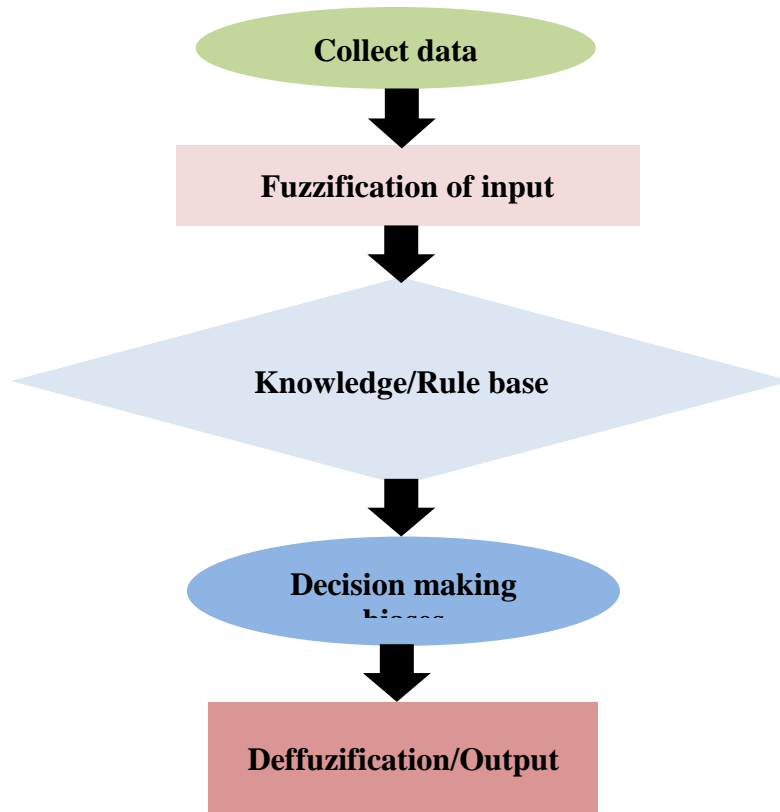 Collect data
Fuzzification of input
Knowledge/Rule base
Decision making
Deffuzification/Output